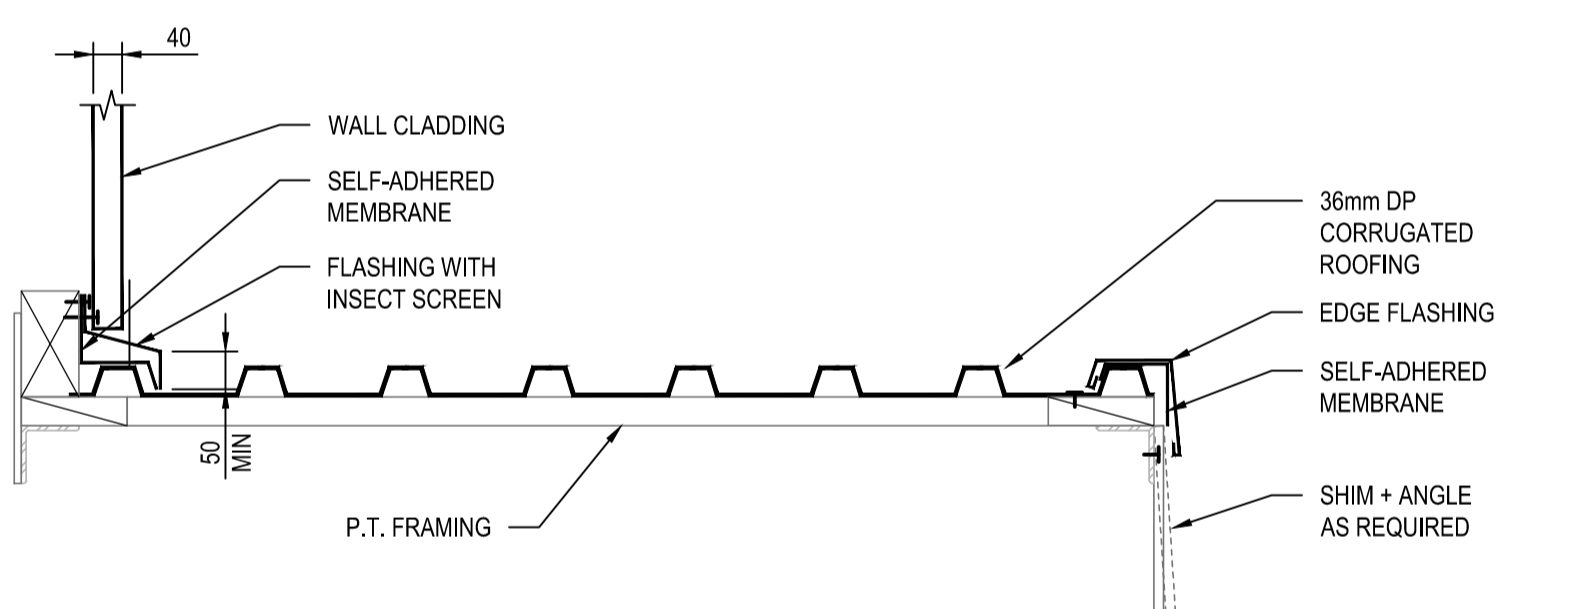 40
WALL CLADDING
SELF-ADHERED
MEMBRANE
FLASHING WITH
INSECT SCREEN
50
MIN
P.T. FRAMING
36mm DP
CORRUGATED
ROOFING
EDGE FLASHING
SELF-ADHERED
MEMBRANE
SHIM + ANGLE
AS REQUIRED